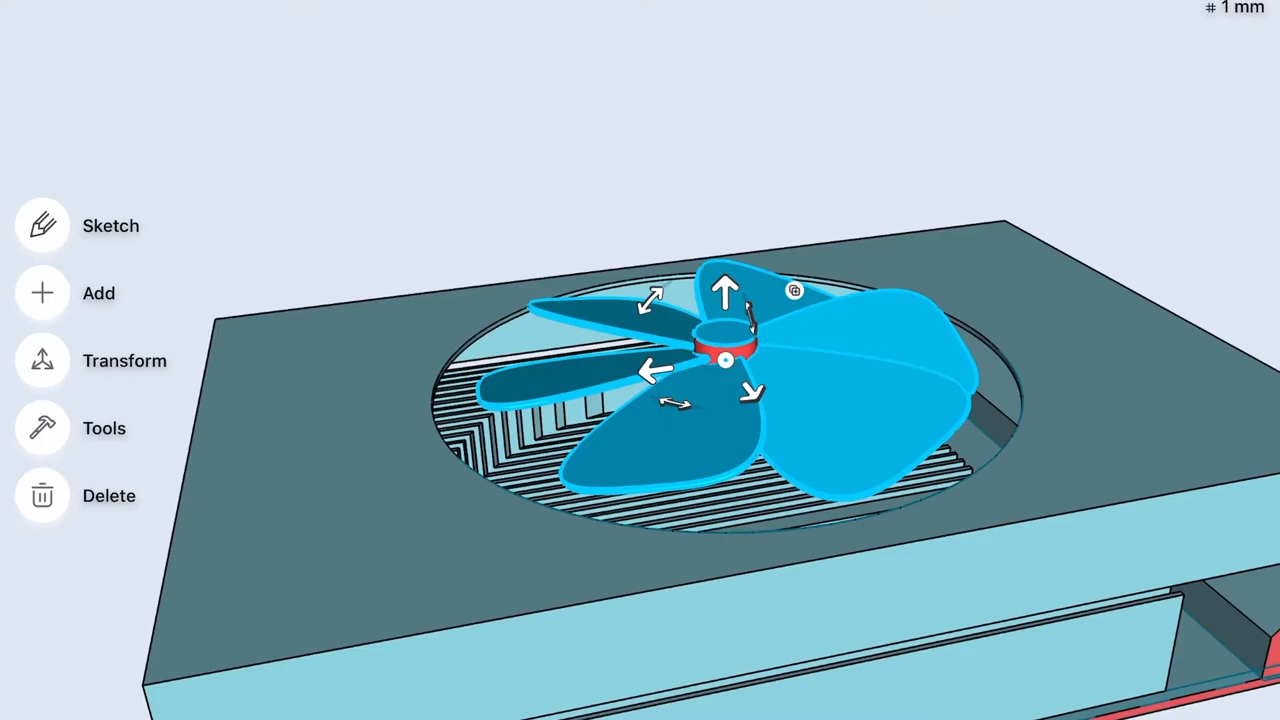 # 1 mm
Sketch
Add
Transform
Tools
Delete